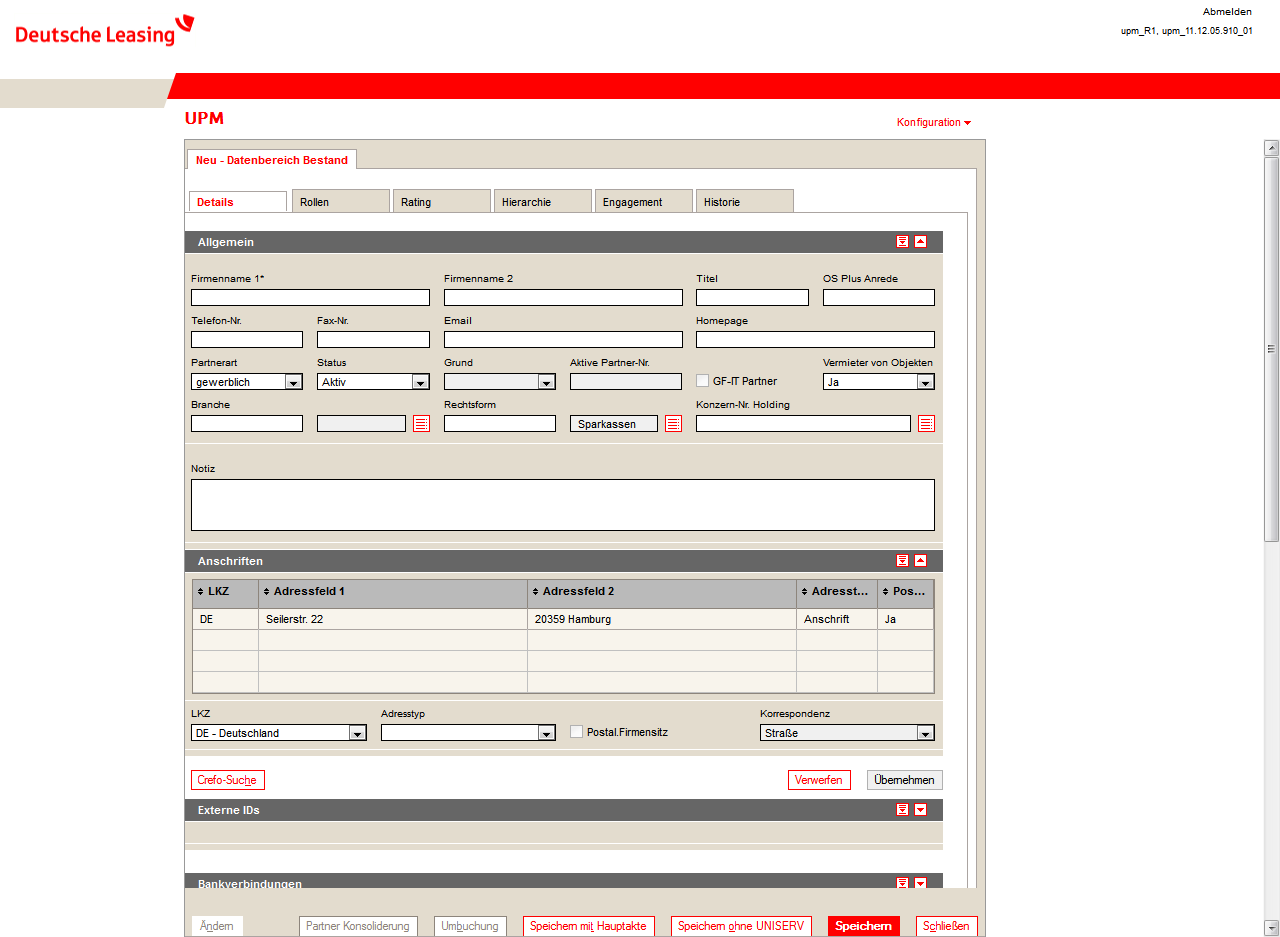 Abmelden
Deutsche Leasing
upm_R1, upm_11.12.05.910_01
UPM
Konfiguration
Neu - Datenbereich Bestand
Details Rollen Rating Hierarchie Engagement Historie
Allgemein
Firmenname 1* Firmenname 2 Titel OS Plus Anrede
Telefon-Nr. Fax-Nr. Email Homepage
Partnerart Status Grund Aktive Partner-Nr. Vermieter von Objekten
gewerblich Aktiv GF-IT Partner Ja
Branche Rechtsform Konzern-Nr. Holding
Sparkassen
Notiz
Anschriften
LKZ Adressfeld 1 Adressfeld 2 Adresst... Pos...
DE Seilerstr. 22 20359 Hamburg Anschrift Ja
LKZ Adresstyp Korrespondenz
DE - Deutschland Postal.Firmensitz Straße
Crefo-Suche Verwerfen Übernehmen
Externe IDs
Bankverbindungen
Ändern Partner Konsolidierung Umbuchung Speichern mit Hauptakte Speichern ohne UNISERV Speichern Schließen